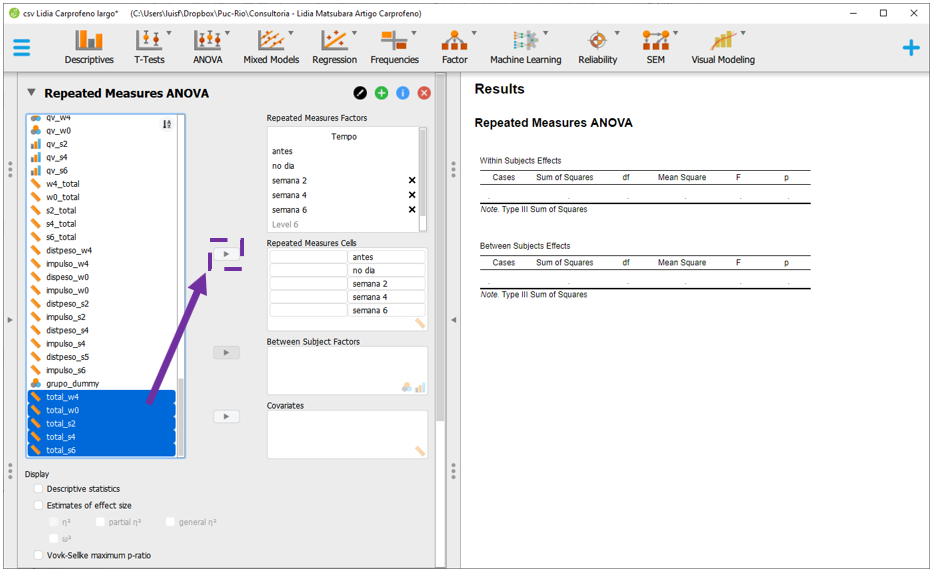 csv Lidia Carprofeno largo* (C:\Users\luisf\Dropbox\Puc-Rio\Consultoria - Lidia Matsubara Artigo Carprofeno)
Descriptives T-Tests ANOVA Mixed Models Regression Frequencies Factor Machine Learning Reliability SEM Visual Modeling
Repeated Measures ANOVA
qv_w4
qv_w0
qv_s2
qv_s4
qv_s6
w4_total
w0_total
s2_total
s4_total
s6_total
distpeso_w4
impulso_w4
dispeso_w0
impulso_w0
distpeso_s2
impulso_s2
distpeso_s4
impulso_s4
distpeso_s5
impulso_s6
grupo_dummy
total_w4
total_w0
total_s2
total_s4
total_s6
Repeated Measures Factors
Tempo
antes
no dia
semana 2
semana 4
semana 6
Level 6
Repeated Measures Cells
antes
no dia
semana 2
semana 4
semana 6
Between Subject Factors
Covariates
Display
Descriptive statistics
Estimates of effect size
η² partial η² general η²
ω²
Vovk-Sellke maximum p-ratio
Results
Repeated Measures ANOVA
Within Subjects Effects
Cases Sum of Squares df Mean Square F p
. . . . . .
Note. Type III Sum of Squares
Between Subjects Effects
Cases Sum of Squares df Mean Square F p
. . . . . .
Note. Type III Sum of Squares